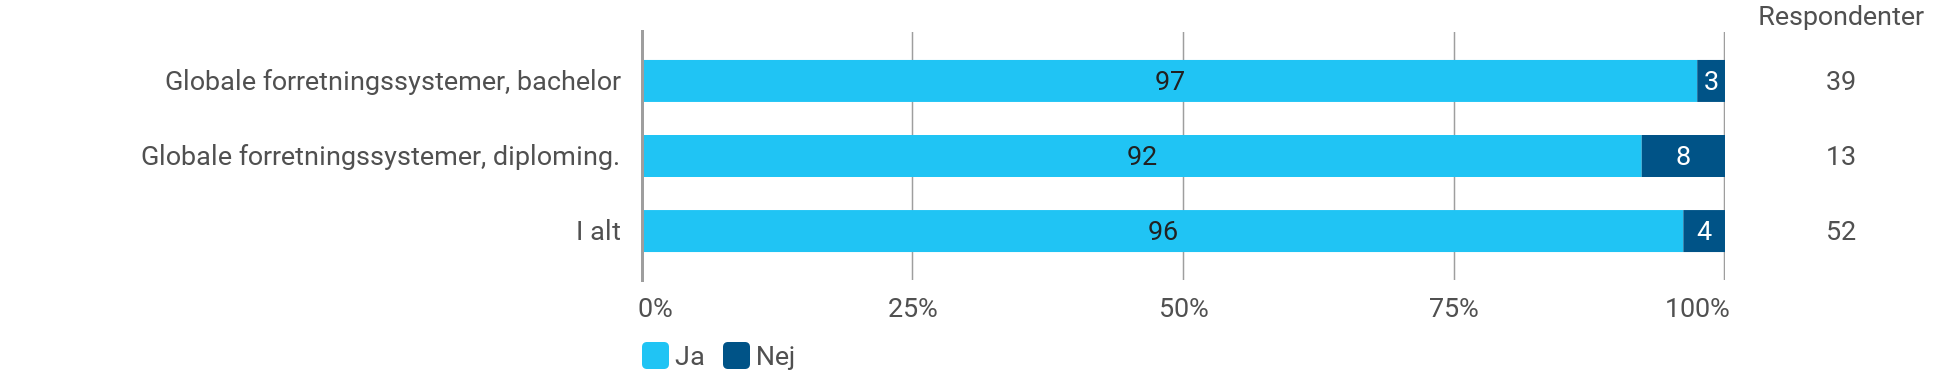 Respondenter
Globale forretningssystemer, bachelor 97 3 39
Globale forretningssystemer, diploming. 92 8 13
I alt 96 4 52
0% 25% 50% 75% 100%
Ja Nej